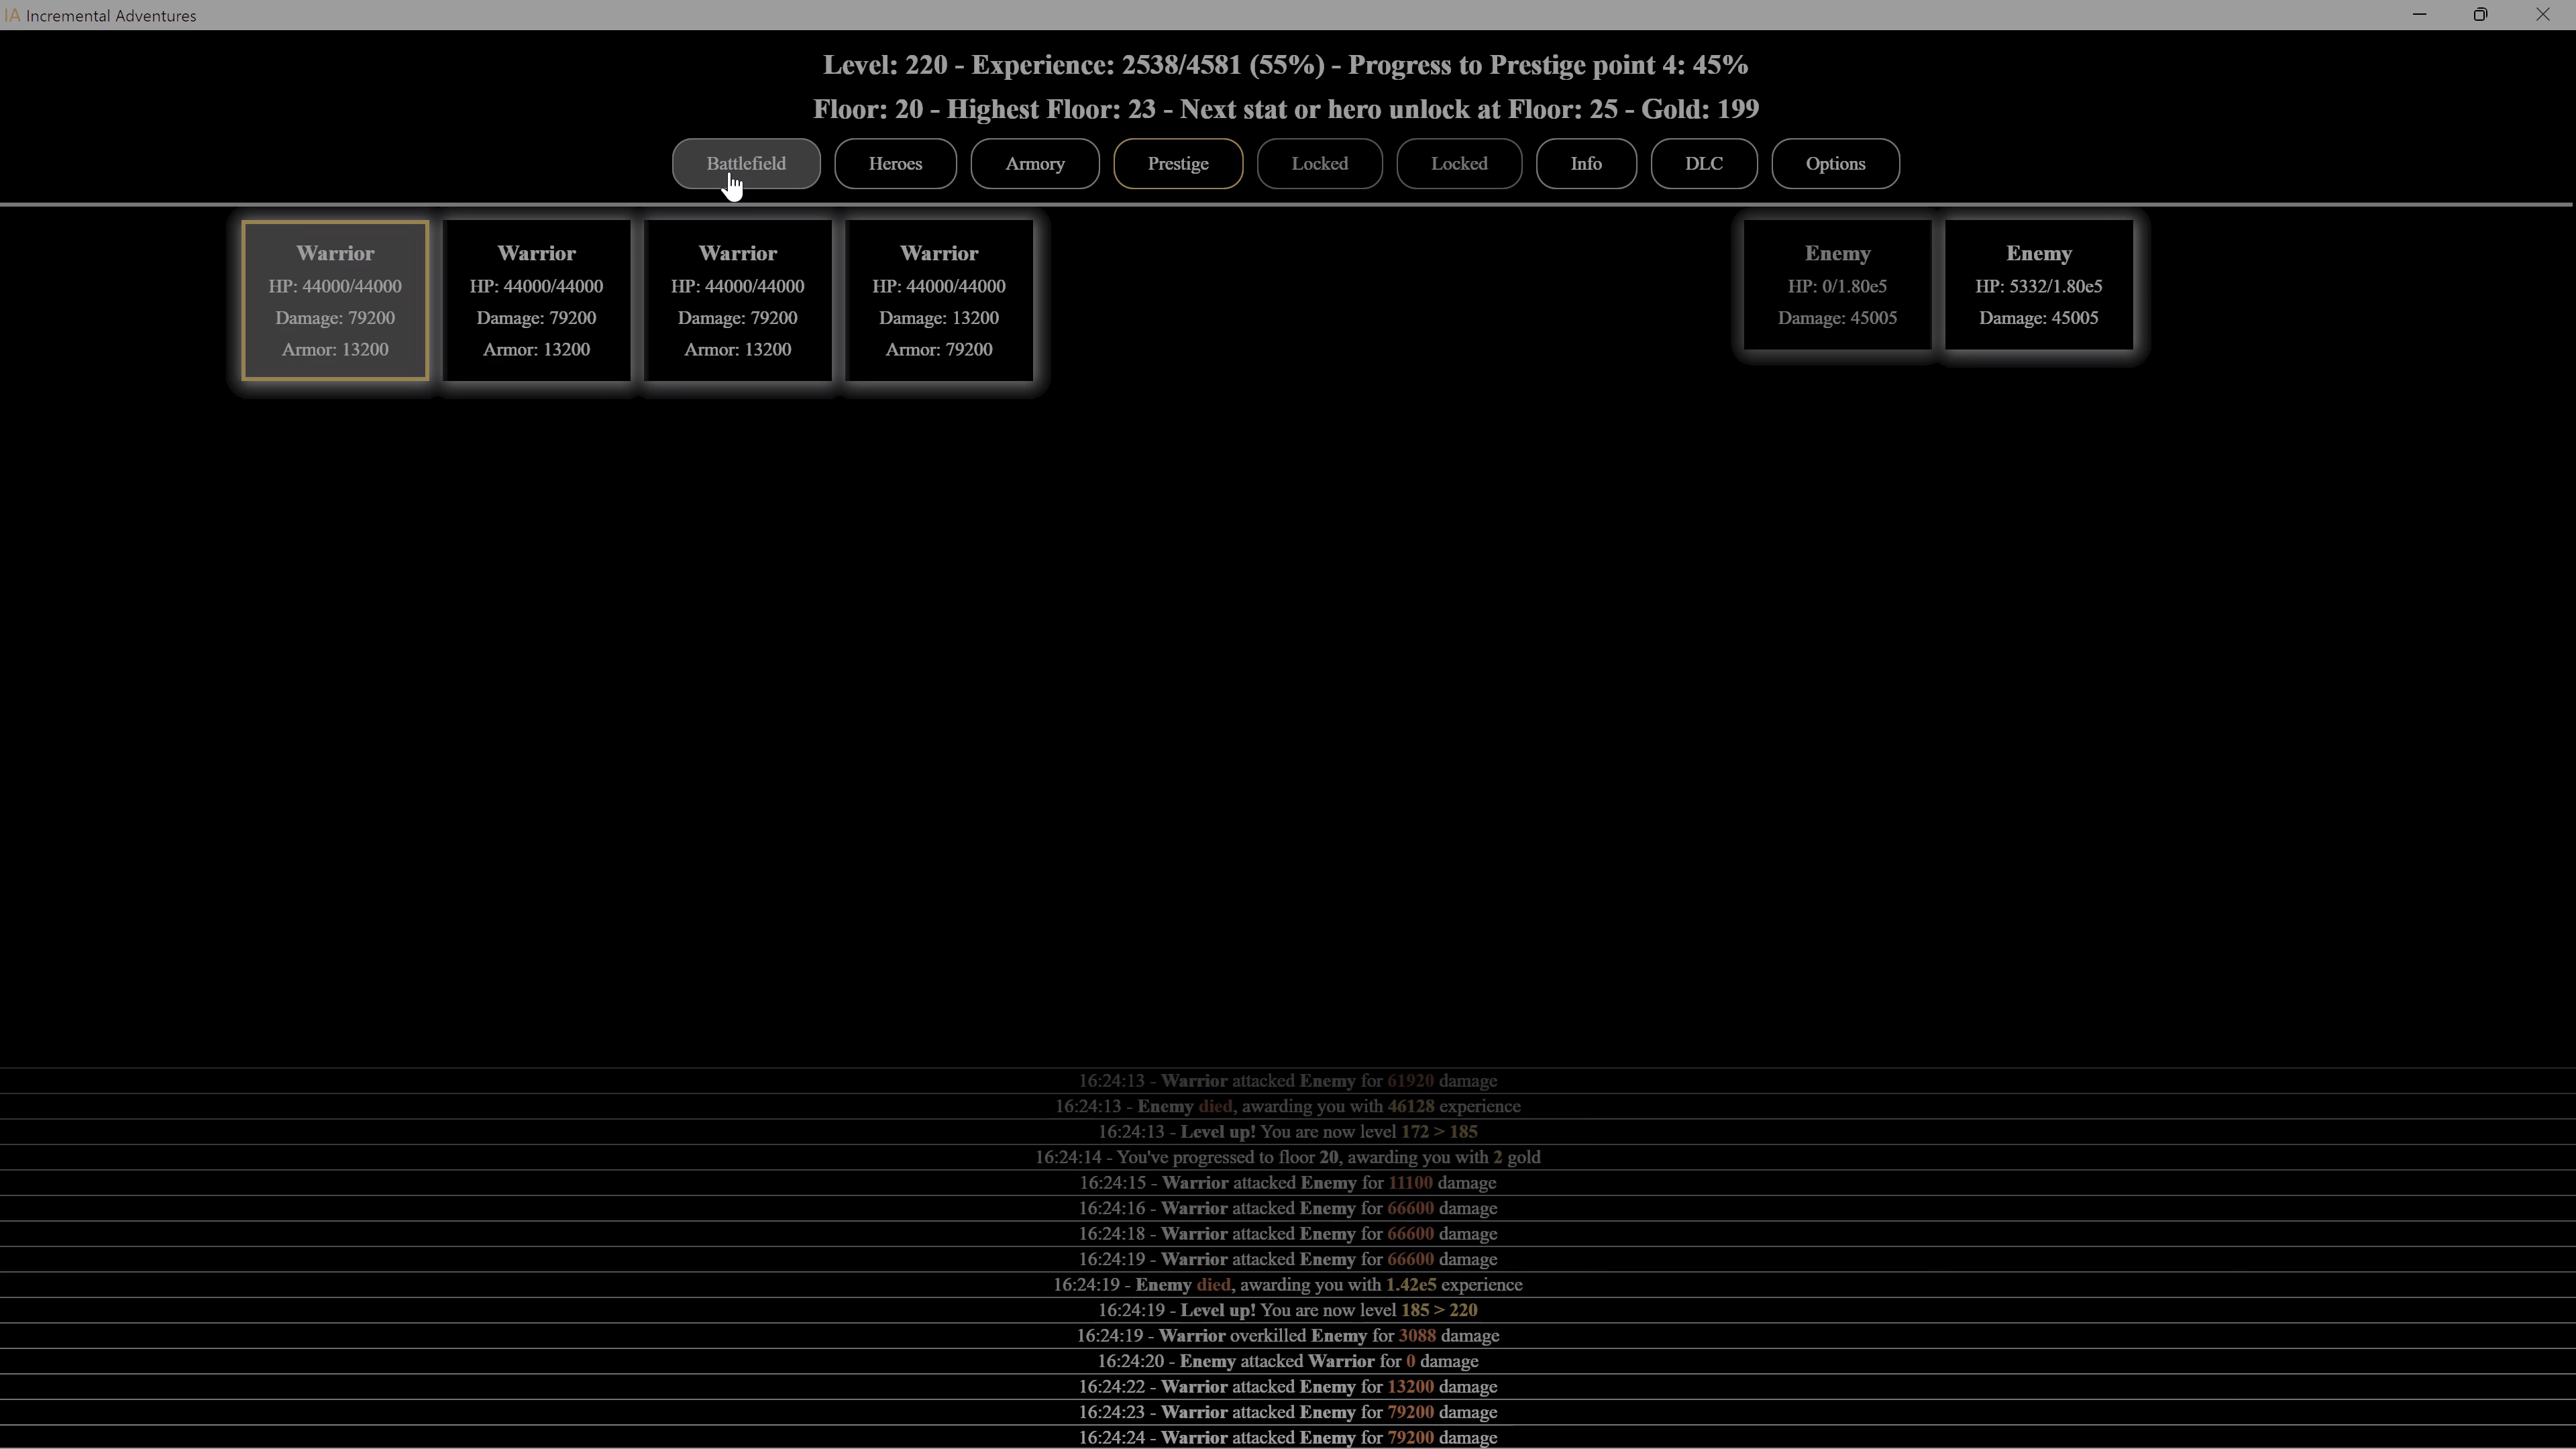 IA Incremental Adventures
Level: 220 - Experience: 2538/4581 (55%) - Progress to Prestige point 4: 45%
Floor: 20 - Highest Floor: 23 - Next stat or hero unlock at Floor: 25 - Gold: 199
Battlefield Heroes Armory Prestige Locked Locked Info DLC Options
Warrior Warrior Warrior Warrior Enemy Enemy
HP: 44000/44000 HP: 44000/44000 HP: 44000/44000 HP: 44000/44000 HP: 0/1.80e5 HP: 5332/1.80e5
Damage: 79200 Damage: 79200 Damage: 79200 Damage: 13200 Damage: 45005 Damage: 45005
Armor: 13200 Armor: 13200 Armor: 13200 Armor: 79200
16:24:13 - Warrior attacked Enemy for 61920 damage
16:24:13 - Enemy died, awarding you with 46128 experience
16:24:13 - Level up! You are now level 172 > 185
16:24:14 - You've progressed to floor 20, awarding you with 2 gold
16:24:15 - Warrior attacked Enemy for 11100 damage
16:24:16 - Warrior attacked Enemy for 66600 damage
16:24:18 - Warrior attacked Enemy for 66600 damage
16:24:19 - Warrior attacked Enemy for 66600 damage
16:24:19 - Enemy died, awarding you with 1.42e5 experience
16:24:19 - Level up! You are now level 185 > 220
16:24:19 - Warrior overkilled Enemy for 3088 damage
16:24:20 - Enemy attacked Warrior for 0 damage
16:24:22 - Warrior attacked Enemy for 13200 damage
16:24:23 - Warrior attacked Enemy for 79200 damage
16:24:24 - Warrior attacked Enemy for 79200 damage